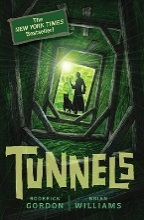 The
NEW YORK TIMES
Bestseller!
TUNNELS
RODERICK
GORDON
BRIAN
WILLIAMS